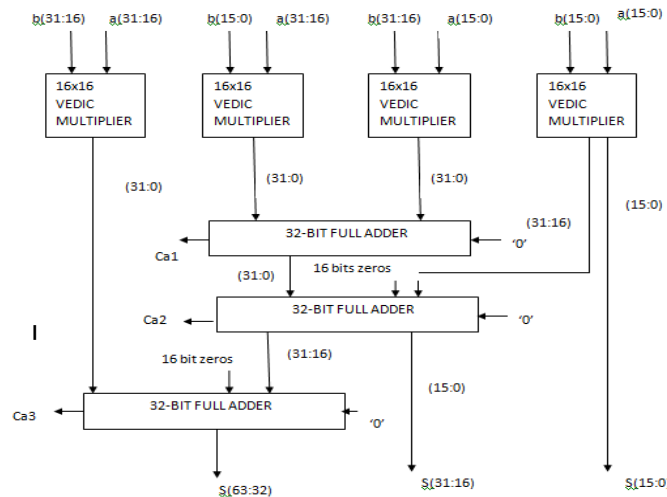 b(31:16) a(31:16) b(15:0) a(31:16) b(31:16) a(15:0) b(15:0) a(15:0)
16x16
VEDIC
MULTIPLIER
16x16
VEDIC
MULTIPLIER
16x16
VEDIC
MULTIPLIER
16x16
VEDIC
MULTIPLIER
(31:0)
(31:0)
(31:0)
(15:0)
32-BIT FULL ADDER
(31:16)
'0'
Ca1
(31:0)
16 bits zeros
32-BIT FULL ADDER
Ca2
'0'
I
(31:16)
16 bit zeros
(15:0)
32-BIT FULL ADDER
Ca3
'0'
S(63:32)
S(31:16)
S(15:0